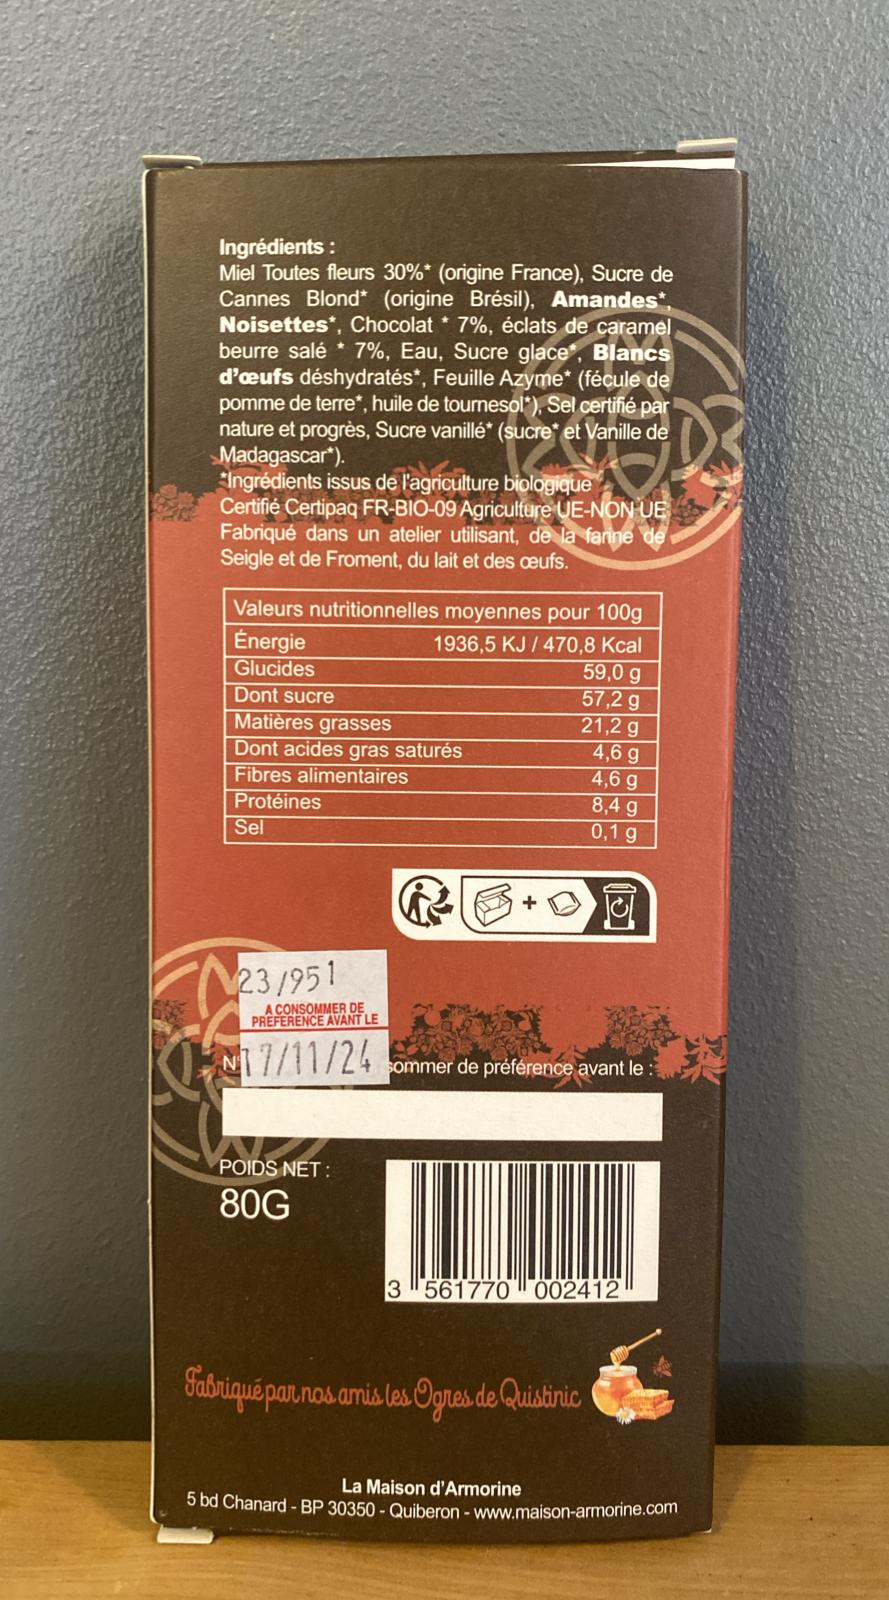 Ingrédients :
Miel Toutes fleurs 30%* (origine France), Sucre de
Cannes Blond* (origine Brésil), Amandes*,
Noisettes*, Chocolat * 7%, éclats de caramel
beurre salé * 7%, Eau, Sucre glace*, Blancs
d'œufs déshydratés*, Feuille Azyme* (fécule de
pomme de terre*, huile de tournesol*), Sel certifié par
nature et progrès, Sucre vanillé* (sucre* et Vanille de
Madagascar*).
*Ingrédients issus de l'agriculture biologique
Certifié Certipaq FR-BIO-09 Agriculture UE-NON UE
Fabriqué dans un atelier utilisant, de la farine de
Seigle et de Froment, du lait et des œufs.
Valeurs nutritionnelles moyennes pour 100g
Énergie 1936,5 KJ / 470,8 Kcal
Glucides 59,0 g
Dont sucre 57,2 g
Matières grasses 21,2 g
Dont acides gras saturés 4,6 g
Fibres alimentaires 4,6 g
Protéines 8,4 g
Sel 0,1 g
+
23/951
A CONSOMMER DE
PREFERENCE AVANT LE
17/11/24
sommer de préférence avant le :
POIDS NET :
80G
3 561770 002412
Fabriqué par nos amis les Ogres de Quistinic
La Maison d'Armorine
5 bd Chanard - BP 30350 - Quiberon - www.maison-armorine.com